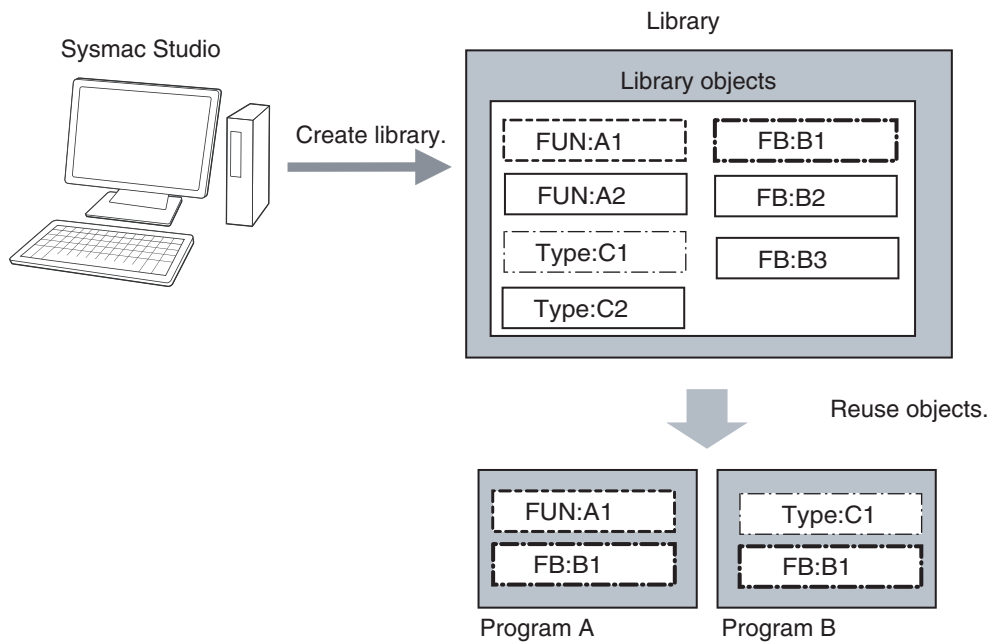 Library
Sysmac Studio
Library objects
Create library.
FUN:A1
FB:B1
FUN:A2
FB:B2
Type:C1
FB:B3
Type:C2
Reuse objects.
FUN:A1
FB:B1
Type:C1
FB:B1
Program A
Program B